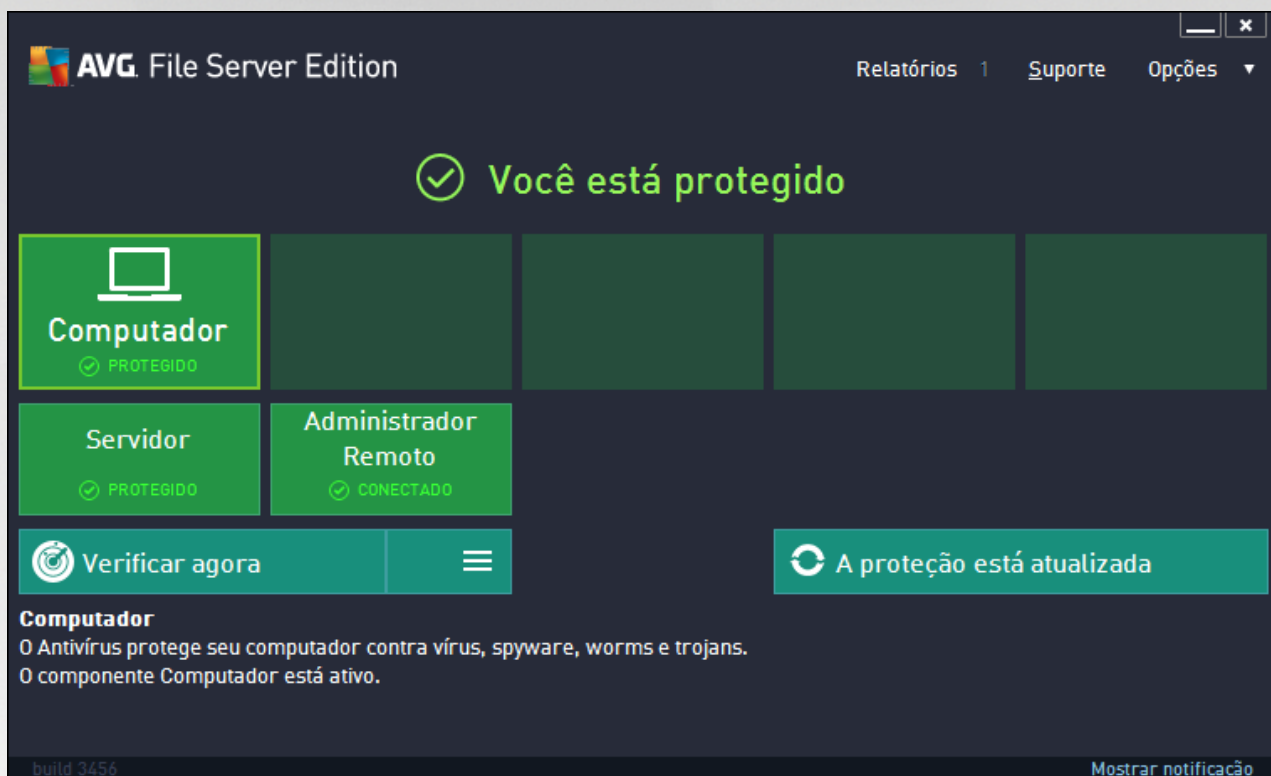 AVG. File Server Edition
Relatórios 1 Suporte Opções
Você está protegido
Computador
PROTEGIDO
Servidor
PROTEGIDO
Administrador
Remoto
CONECTADO
Verificar agora
A proteção está atualizada
Computador
O Antivírus protege seu computador contra vírus, spyware, worms e trojans.
O componente Computador está ativo.
build 3456
Mostrar notificação